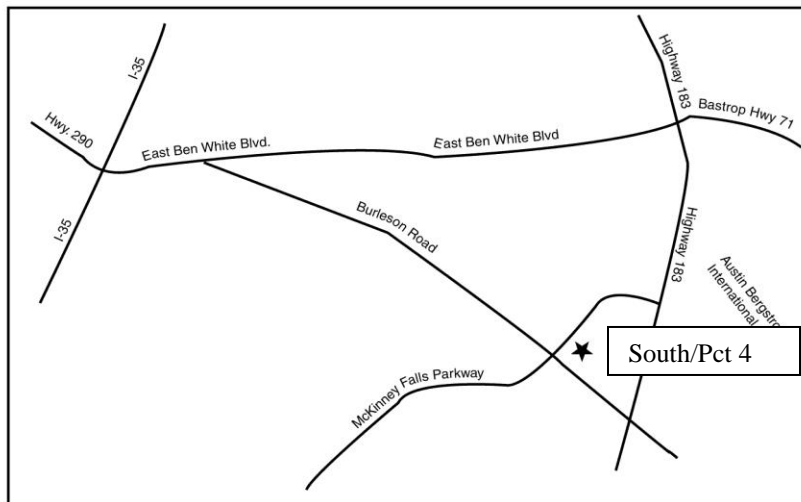 I-35
Highway 183
Hwy. 290
East Ben White Blvd.
East Ben White Blvd
Bastrop Hwy 71
I-35
Burleson Road
Highway 183
Austin
International
South/Pct 4
McKinney Falls Parkway